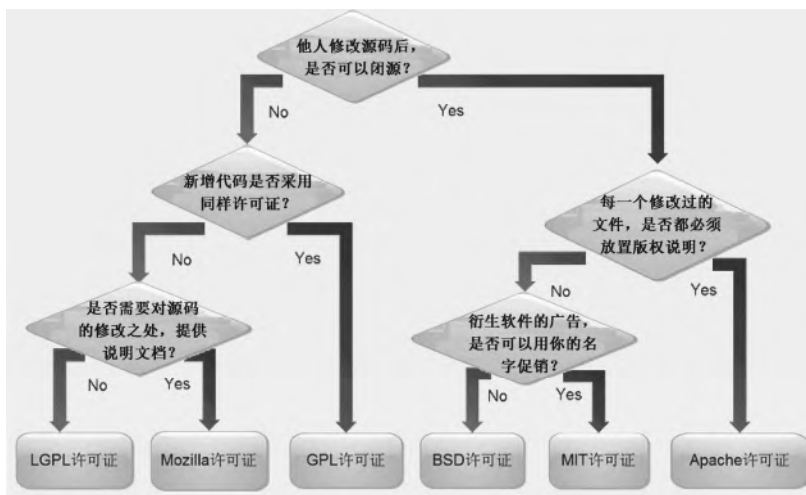 他人修改源码后，
是否可以闭源？
No
Yes
新增代码是否采用
同样许可证？
每一个修改过的
文件，是否都必须
放置版权说明？
No
Yes
No
Yes
是否需要对源码
的修改之处，提供
说明文档？
衍生软件的广告，
是否可以用你的名
字促销？
No
Yes
No
Yes
LGPL许可证
Mozilla许可证
GPL许可证
BSD许可证
MIT许可证
Apache许可证